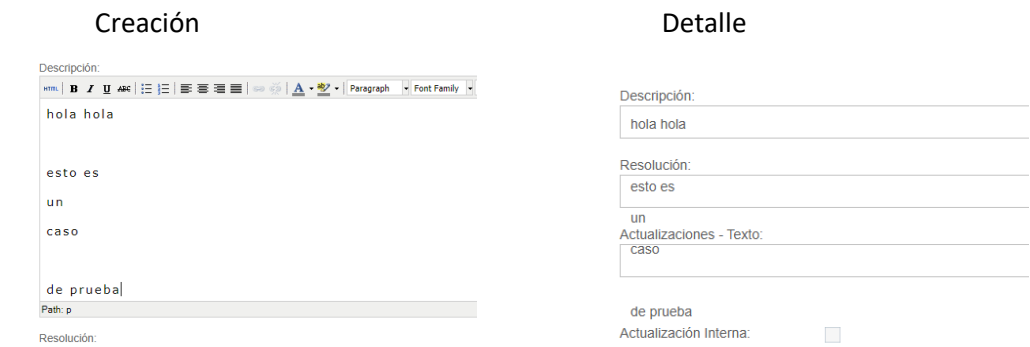 Creación
Descripción:
HTML B I U ABC A Paragraph Font Family
hola hola
esto es
un
caso
de prueba
Path: p
Resolución:
Detalle
Descripción:
hola hola
Resolución:
esto es
un
Actualizaciones - Texto:
caso
de prueba
Actualización Interna: